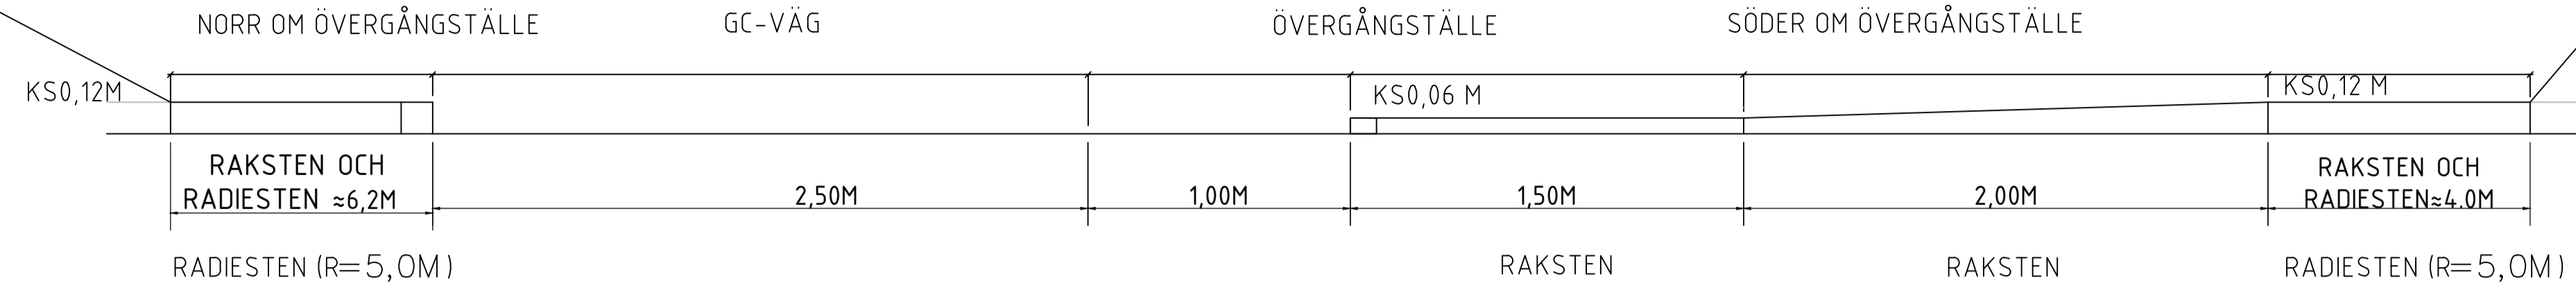 NORR OM ÖVERGÅNGSTÄLLE
GC-VÄG
ÖVERGÅNGSTÄLLE
SÖDER OM ÖVERGÅNGSTÄLLE
KS0,12M
KS0,06 M
KS0,12 M
RAKSTEN OCH
RADIESTEN ≈6,2M
2,50M
1,00M
1,50M
2,00M
RAKSTEN OCH
RADIESTEN≈4.0M
RADIESTEN (R=5,0M)
RAKSTEN
RAKSTEN
RADIESTEN (R=5,0M)